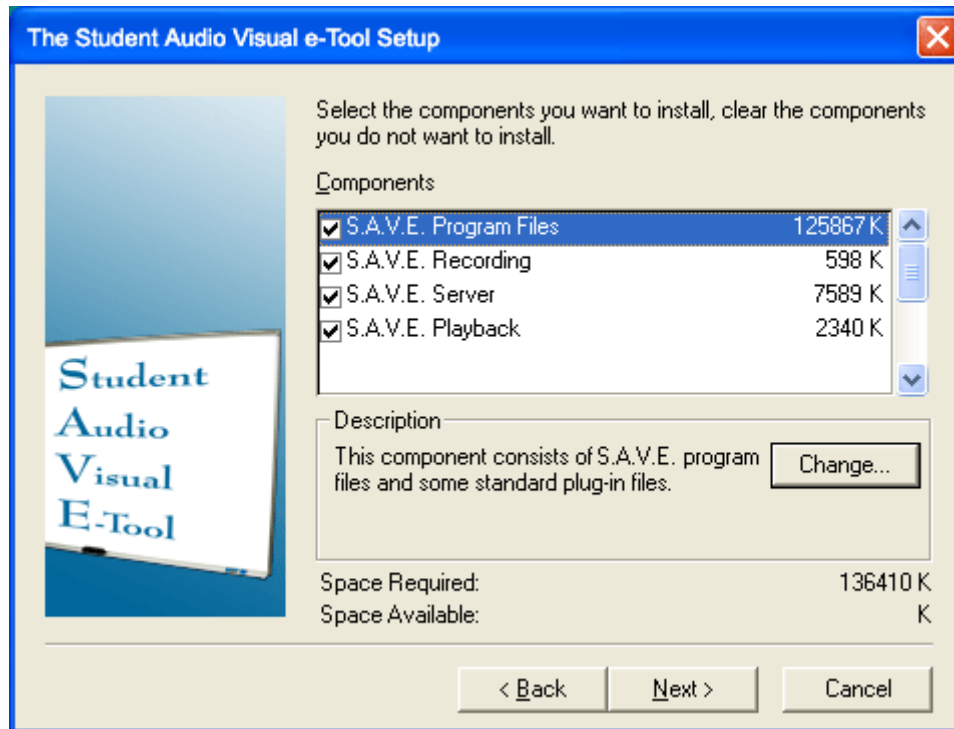 The Student Audio Visual e-Tool Setup
Select the components you want to install, clear the components
you do not want to install.
Components
S.A.V.E. Program Files 125867 K
S.A.V.E. Recording 598 K
S.A.V.E. Server 7589 K
S.A.V.E. Playback 2340 K
Student
Audio
Visual
E-Tool
Description
This component consists of S.A.V.E. program
files and some standard plug-in files.
Change...
Space Required: 136410 K
Space Available: K
< Back Next > Cancel